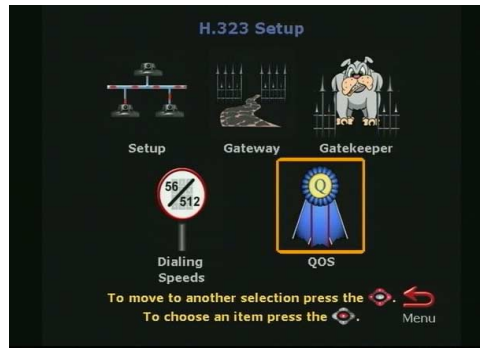 H.323 Setup
Setup
Gateway
Gatekeeper
56
512
Q
Dialing
Speeds
QOS
To move to another selection press the
.
To choose an item press the
.
Menu